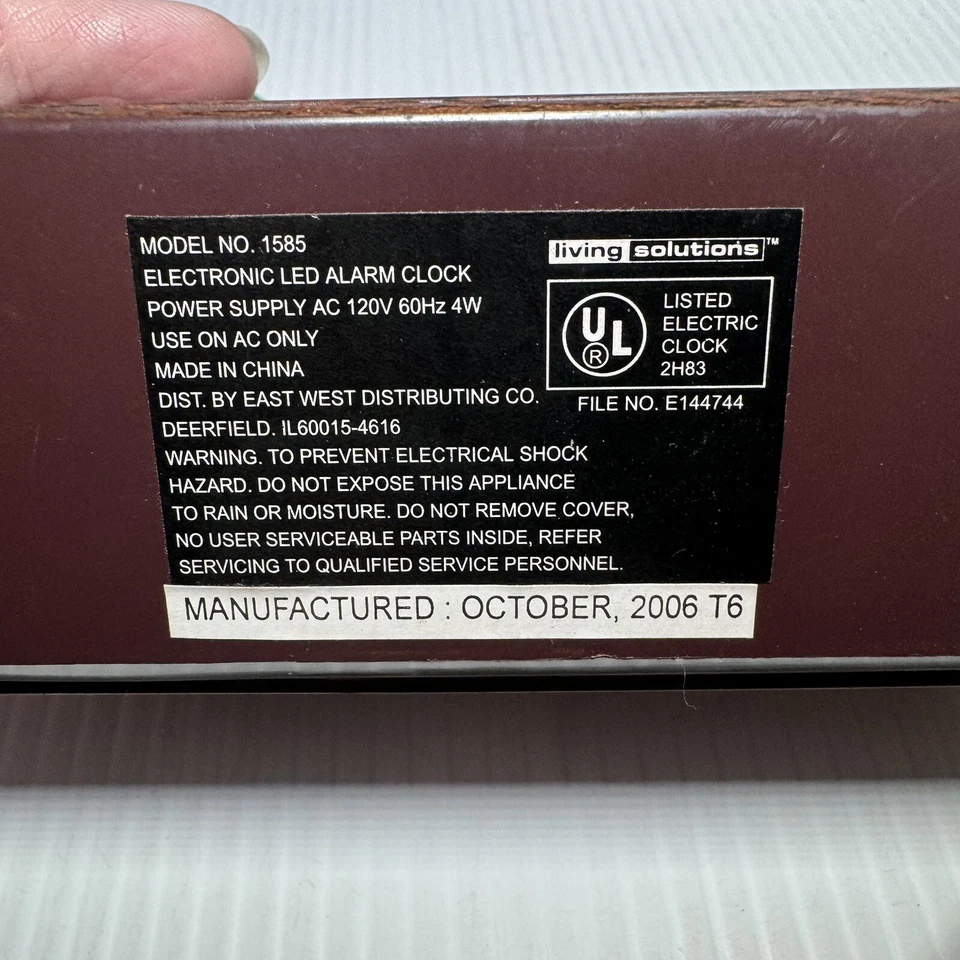 MODEL NO. 1585
ELECTRONIC LED ALARM CLOCK
POWER SUPPLY AC 120V 60Hz 4W
USE ON AC ONLY
MADE IN CHINA
DIST. BY EAST WEST DISTRIBUTING CO.
DEERFIELD. IL60015-4616
WARNING. TO PREVENT ELECTRICAL SHOCK
HAZARD. DO NOT EXPOSE THIS APPLIANCE
TO RAIN OR MOISTURE. DO NOT REMOVE COVER,
NO USER SERVICEABLE PARTS INSIDE, REFER
SERVICING TO QUALIFIED SERVICE PERSONNEL.
living solutions™
UL ®
LISTED
ELECTRIC
CLOCK
2H83
FILE NO. E144744
MANUFACTURED : OCTOBER, 2006 T6